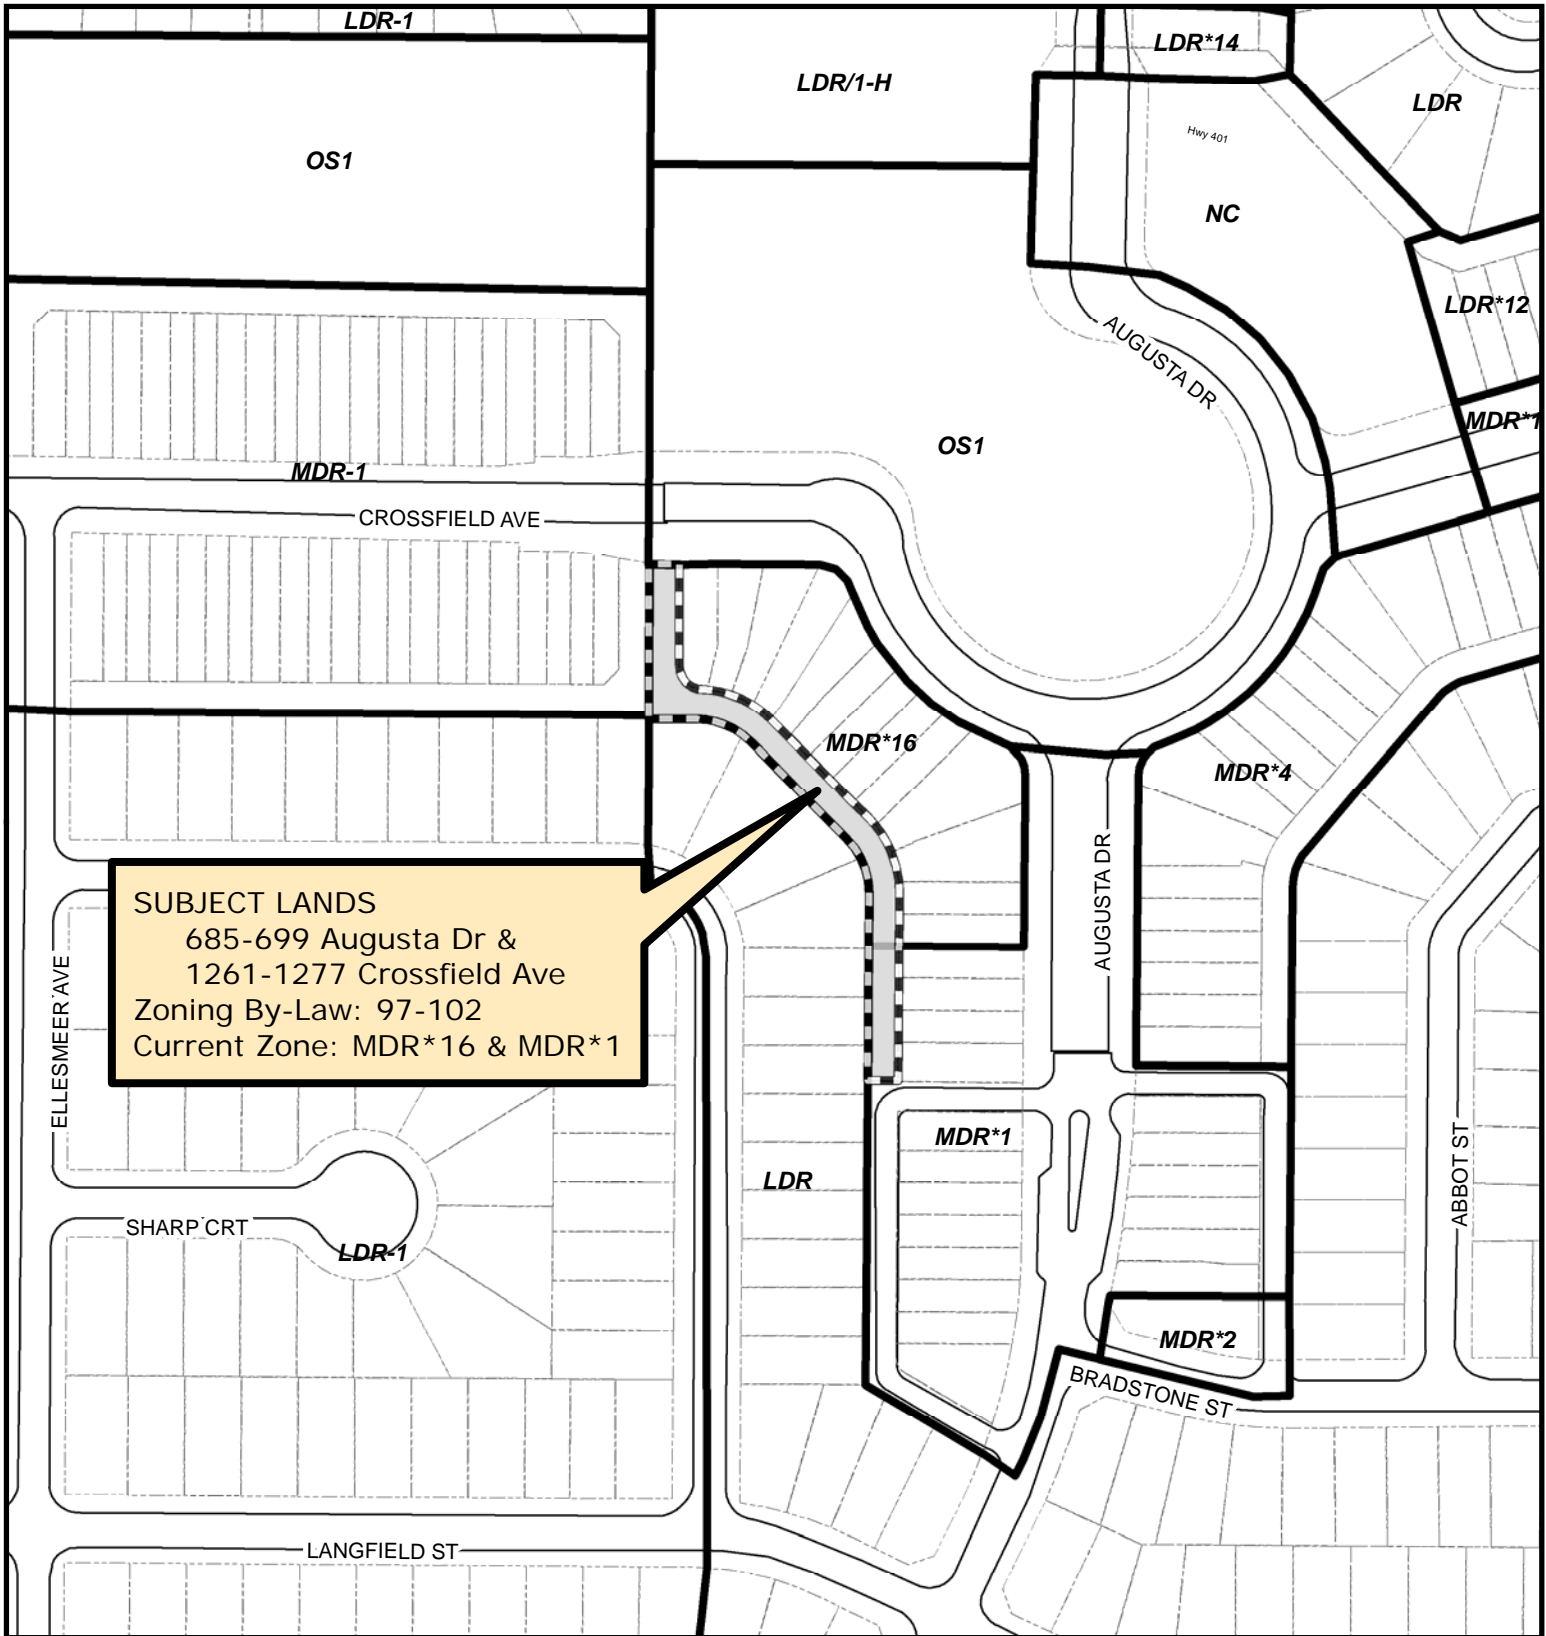 LDR-1
LDR*14
LDR/1-H
LDR
Hwy 401
OS1
NC
LDR*12
AUGUSTA DR
MDR*1
OS1
MDR-1
CROSSFIELD AVE
MDR*16
MDR*4
AUGUSTA DR
SUBJECT LANDS
685-699 Augusta Dr &
1261-1277 Crossfield Ave
Zoning By-Law: 97-102
Current Zone: MDR*16 & MDR*1
ELLESMEER AVE
MDR*1
LDR
ABBOT ST
SHARP CRT
LDR-1
MDR*2
BRADSTONE ST
LANGFIELD ST